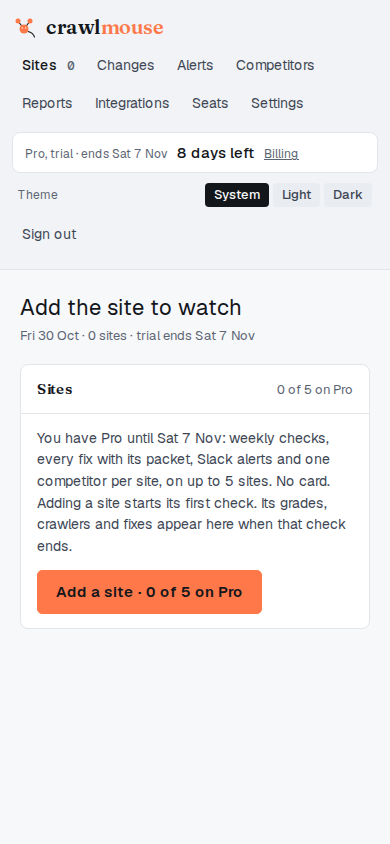 crawlmouse
Sites 0 Changes Alerts Competitors
Reports Integrations Seats Settings
Pro, trial · ends Sat 7 Nov 8 days left Billing
Theme System Light Dark
Sign out
Add the site to watch
Fri 30 Oct · 0 sites · trial ends Sat 7 Nov
Sites 0 of 5 on Pro
You have Pro until Sat 7 Nov: weekly checks,
every fix with its packet, Slack alerts and one
competitor per site, on up to 5 sites. No card.
Adding a site starts its first check. Its grades,
crawlers and fixes appear here when that check
ends.
Add a site · 0 of 5 on Pro